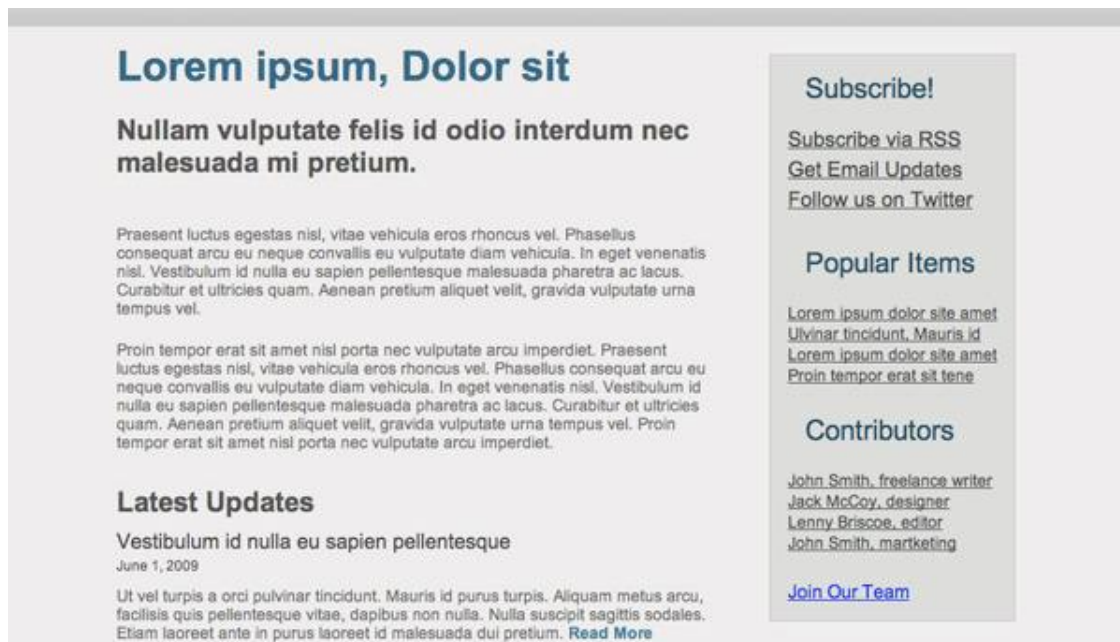 Lorem ipsum, Dolor sit
Nullam vulputate felis id odio interdum nec
malesuada mi pretium.
Praesent luctus egestas nisl, vitae vehicula eros rhoncus vel. Phasellus
consequat arcu eu neque convallis eu vulputate diam vehicula. In eget venenatis
nisl. Vestibulum id nulla eu sapien pellentesque malesuada pharetra ac lacus.
Curabitur et ultricies quam. Aenean pretium aliquet velit, gravida vulputate urna
tempus vel.
Proin tempor erat sit amet nisl porta nec vulputate arcu imperdiet. Praesent
luctus egestas nisl, vitae vehicula eros rhoncus vel. Phasellus consequat arcu eu
neque convallis eu vulputate diam vehicula. In eget venenatis nisl. Vestibulum id
nulla eu sapien pellentesque malesuada pharetra ac lacus. Curabitur et ultricies
quam. Aenean pretium aliquet velit, gravida vulputate urna tempus vel. Proin
tempor erat sit amet nisl porta nec vulputate arcu imperdiet.
Latest Updates
Vestibulum id nulla eu sapien pellentesque
June 1, 2009
Ut vel turpis a orci pulvinar tincidunt. Mauris id purus turpis. Aliquam metus arcu,
facilisis quis pellentesque vitae, dapibus non nulla. Nulla suscipit sagittis sodales.
Etiam laoreet ante in purus laoreet id malesuada dui pretium. Read More
Subscribe!
Subscribe via RSS
Get Email Updates
Follow us on Twitter
Popular Items
Lorem ipsum dolor site amet
Ulvinar tincidunt, Mauris id
Lorem ipsum dolor site amet
Proin tempor erat sit tene
Contributors
John Smith, freelance writer
Jack McCoy, designer
Lenny Briscoe, editor
John Smith, martketing
Join Our Team